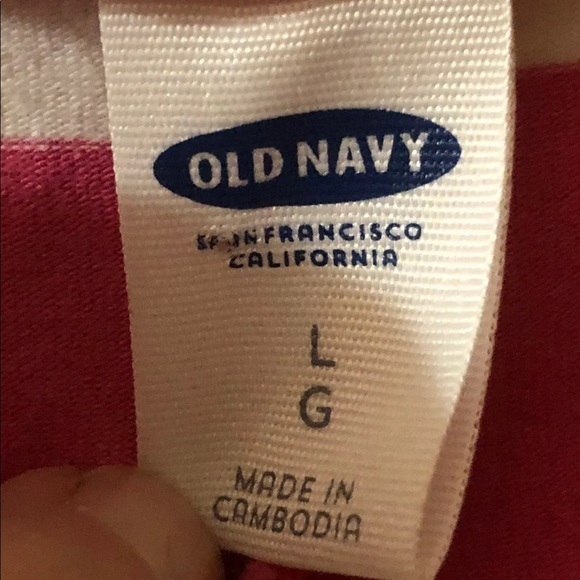 OLD NAVY
SAN FRANCISCO
CALIFORNIA
L
G
MADE IN
CAMBODIA